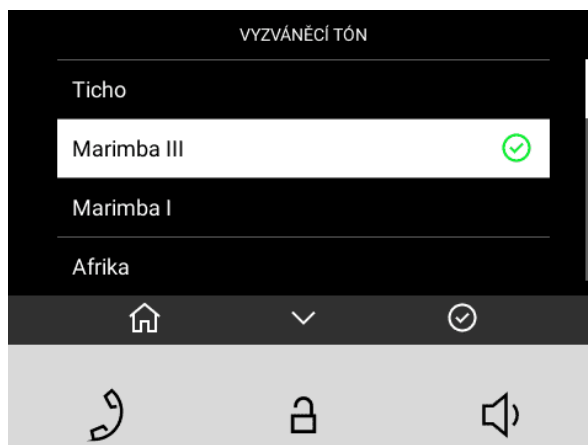 VYZVÁNĚCÍ TÓN
Ticho
Marimba III
Marimba I
Afrika